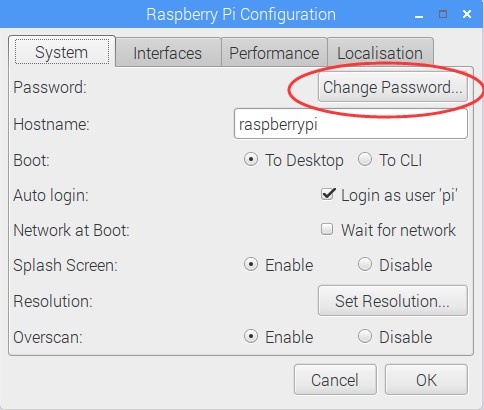 Raspberry Pi Configuration
System Interfaces Performance Localisation
Password: Change Password...
Hostname: raspberrypi
Boot: To Desktop To CLI
Auto login: Login as user 'pi'
Network at Boot: Wait for network
Splash Screen: Enable Disable
Resolution: Set Resolution...
Overscan: Enable Disable
Cancel OK